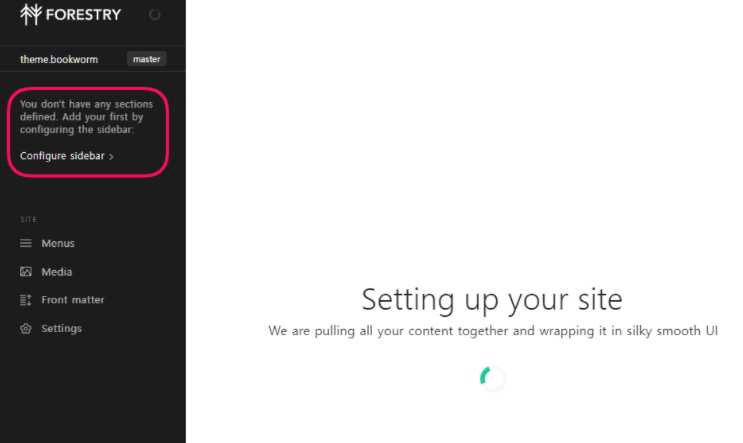 FORESTRY
theme.bookworm master
You don't have any sections
defined. Add your first by
configuring the sidebar:
Configure sidebar >
SITE
Menus
Media
Front matter
Settings
Setting up your site
We are pulling all your content together and wrapping it in silky smooth UI